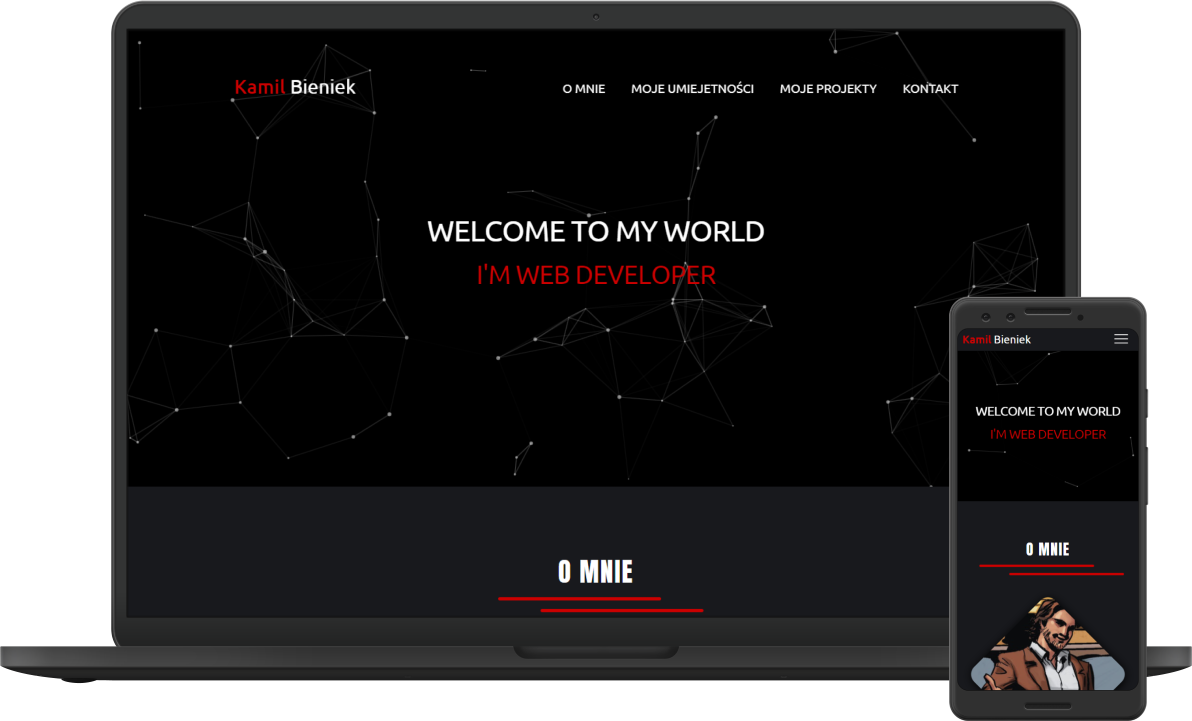 Kamil Bieniek
O MNIE MOJE UMIEJETNOŚCI MOJE PROJEKTY KONTAKT
WELCOME TO MY WORLD
I'M WEB DEVELOPER
O MNIE
Kamil Bieniek
WELCOME TO MY WORLD
I'M WEB DEVELOPER
O MNIE